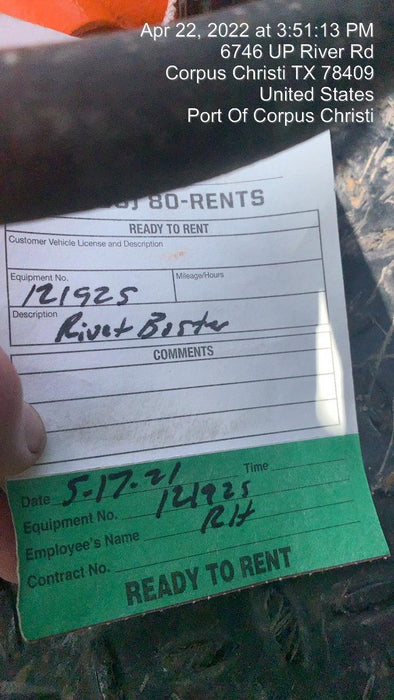 Apr 22, 2022 at 3:51:13 PM
6746 UP River Rd
Corpus Christi TX 78409
United States
Port Of Corpus Christi
80-RENTS
READY TO RENT
Customer Vehicle License and Description
Equipment No.
Mileage/Hours
121925
Description
Rivet Boster
COMMENTS
Date 5-17-21 Time
Equipment No. 121925
Employee's Name RH
Contract No.
READY TO RENT